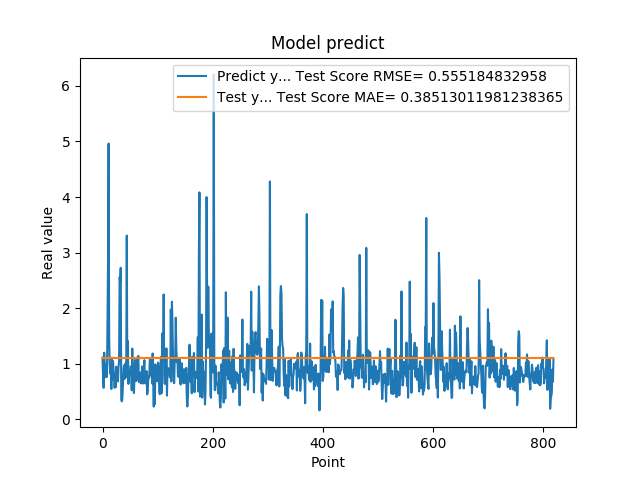 Model predict
Predict y... Test Score RMSE= 0.555184832958
Test y... Test Score MAE= 0.38513011981238365
6
5
4
3
2
1
0
Real value
0 200 400 600 800
Point